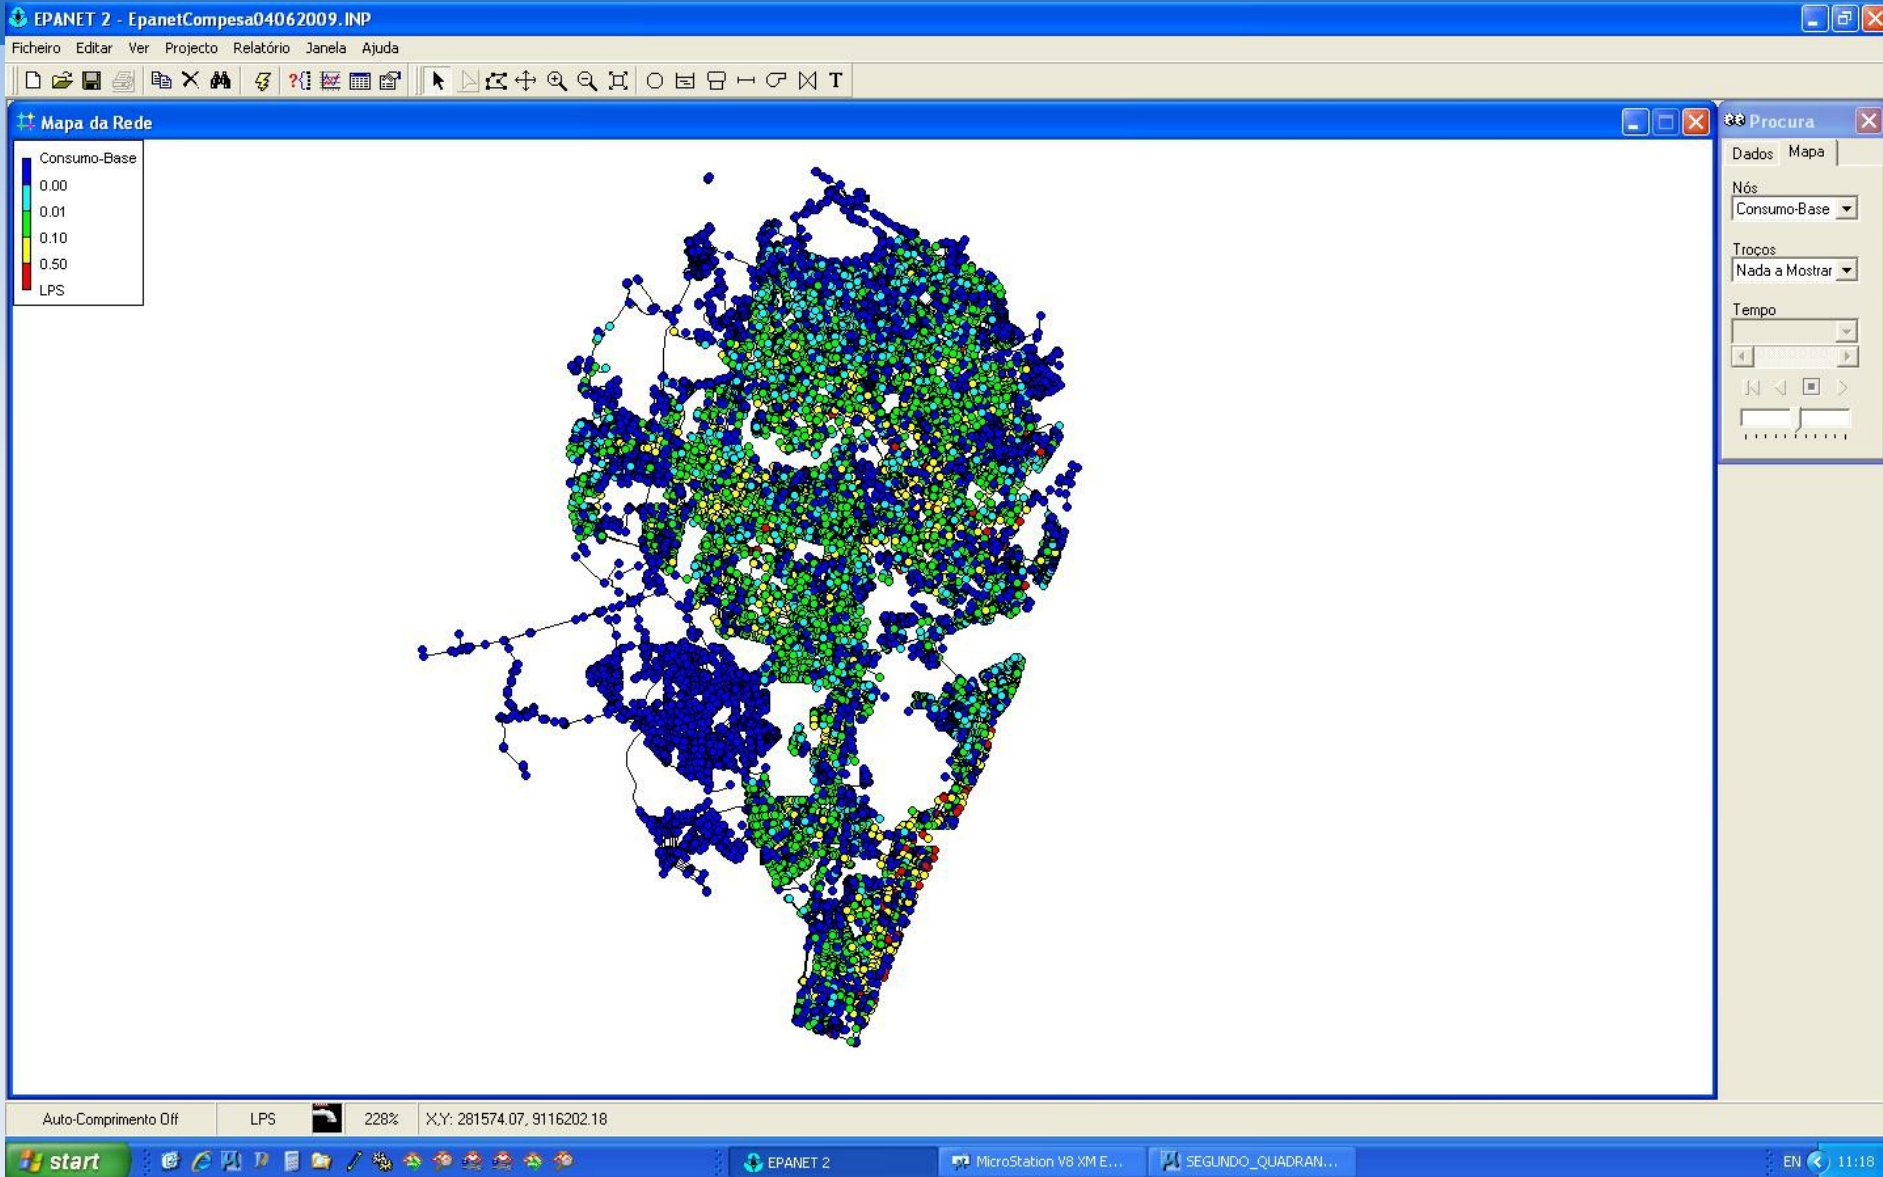 EPANET 2 - EpanetCompesa04062009.INP
Ficheiro Editar Ver Projecto Relatório Janela Ajuda
T
Mapa da Rede
Consumo-Base
0.00
0.01
0.10
0.50
LPS
Procura
Dados Mapa
Nós
Consumo-Base
Troços
Nada a Mostrar
Tempo
Auto-Comprimento Off LPS 228% X,Y: 281574.07, 9116202.18
start EPANET 2 MicroStation V8 XM E... SEGUNDO_QUADRAN... EN 11:18